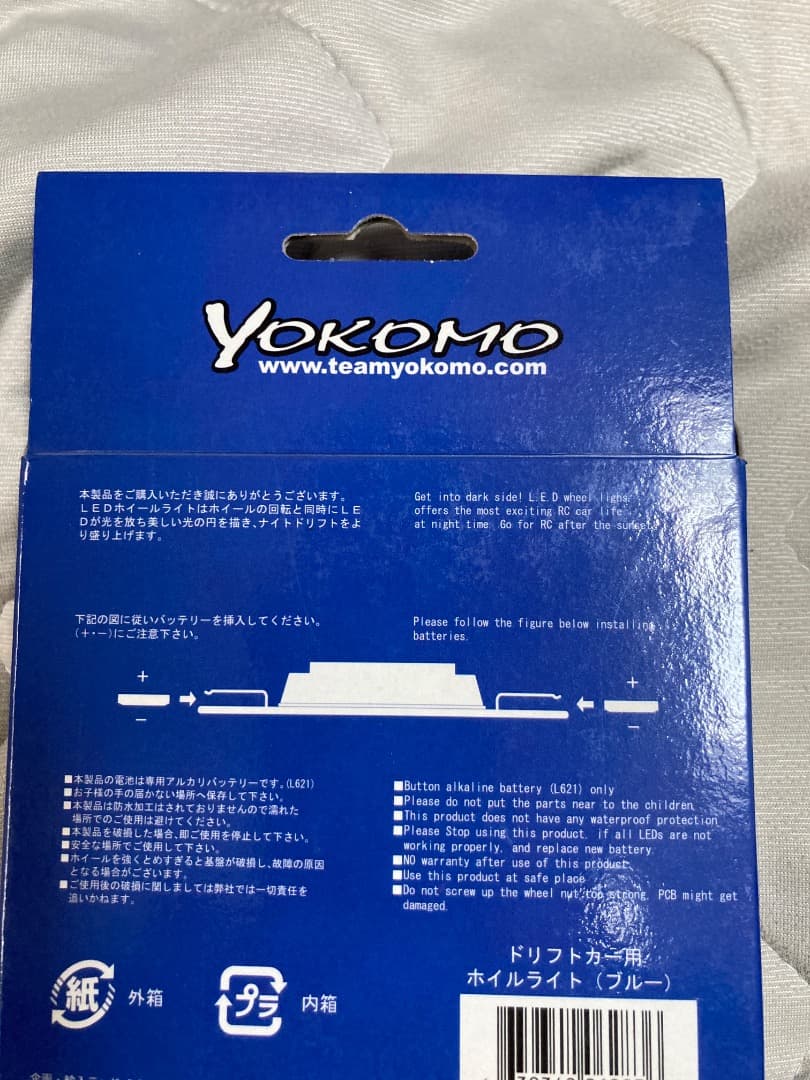 YOKOMO
www.teamyokomo.com
本製品をご購入いただき誠にありがとうございます。
LEDホイールライトはホイールの回転と同時にLE
Dが光を放ち美しい光の円を描き、ナイトドリフトをよ
り盛り上げます。
Get into dark side! L.E.D wheel light
offers the most exciting RC car life
at night time. Go for RC after the sunset.
下記の図に従いバッテリーを挿入してください。
(+・−)にご注意下さい。
Please follow the figure below installing
batteries.
+
−
+
−
■本製品の電池は専用アルカリバッテリーです。(L621)
■お子様の手の届かない場所へ保存して下さい。
■本製品は防水加工はされておりませんので濡れた
場所でのご使用は避けてください。
■本製品を破損した場合、即ご使用を停止して下さい。
■安全な場所でご使用して下さい。
■ホイールを強くとめすぎると基盤が破損し、故障の原因
となる場合がございます。
■ご使用後の破損に関しましては弊社では一切責任を
追いかねます。
■Button alkaline battery (L621) only
■Please do not put the parts near to the children
■This product does not have any waterproof protection
■Please Stop using this product. if all LEDs are not
working properly. and replace new battery.
■NO warranty after use of this product
■Use this product at safe place
■Do not screw up the wheel nut too strong. PCB might get
damaged.
紙 外箱
プラ 内箱
ドリフトカー用
ホイルライト（ブルー）